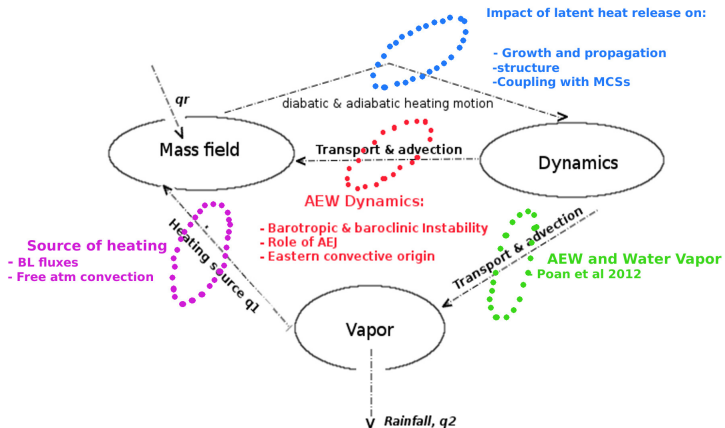 Impact of latent heat release on:
- Growth and propagation
-structure
-Coupling with MCSs
qr
diabatic & adiabatic heating motion
Mass field
Transport & advection
Dynamics
AEW Dynamics:
- Barotropic & baroclinic Instability
- Role of AEJ
- Eastern convective origin
Source of heating
- BL fluxes
- Free atm convection
Heating source q1
Transport & advection
AEW and Water Vapor
- Poan et al 2012
Vapor
Rainfall, q2